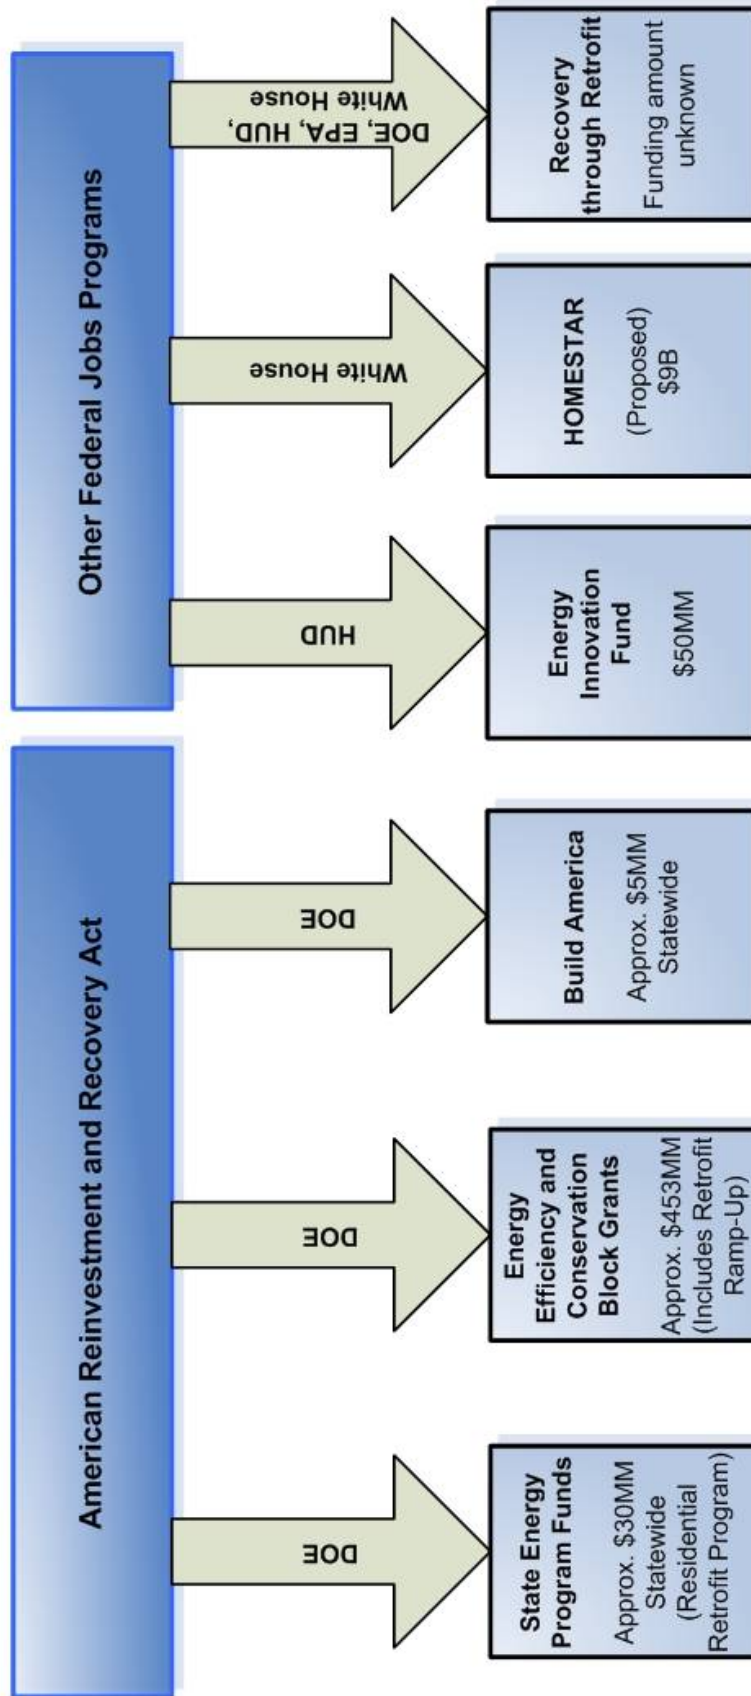 American Reinvestment and Recovery Act
Other Federal Jobs Programs
DOE
DOE
DOE
HUD
White House
DOE, EPA, HUD,
White House
State Energy
Program Funds
Approx. $30MM
Statewide
(Residential
Retrofit Program)
Energy
Efficiency and
Conservation
Block Grants
Approx. $453MM
(Includes Retrofit
Ramp-Up)
Build America
Approx. $5MM
Statewide
Energy
Innovation
Fund
$50MM
HOMESTAR
(Proposed)
$9B
Recovery
through Retrofit
Funding amount
unknown